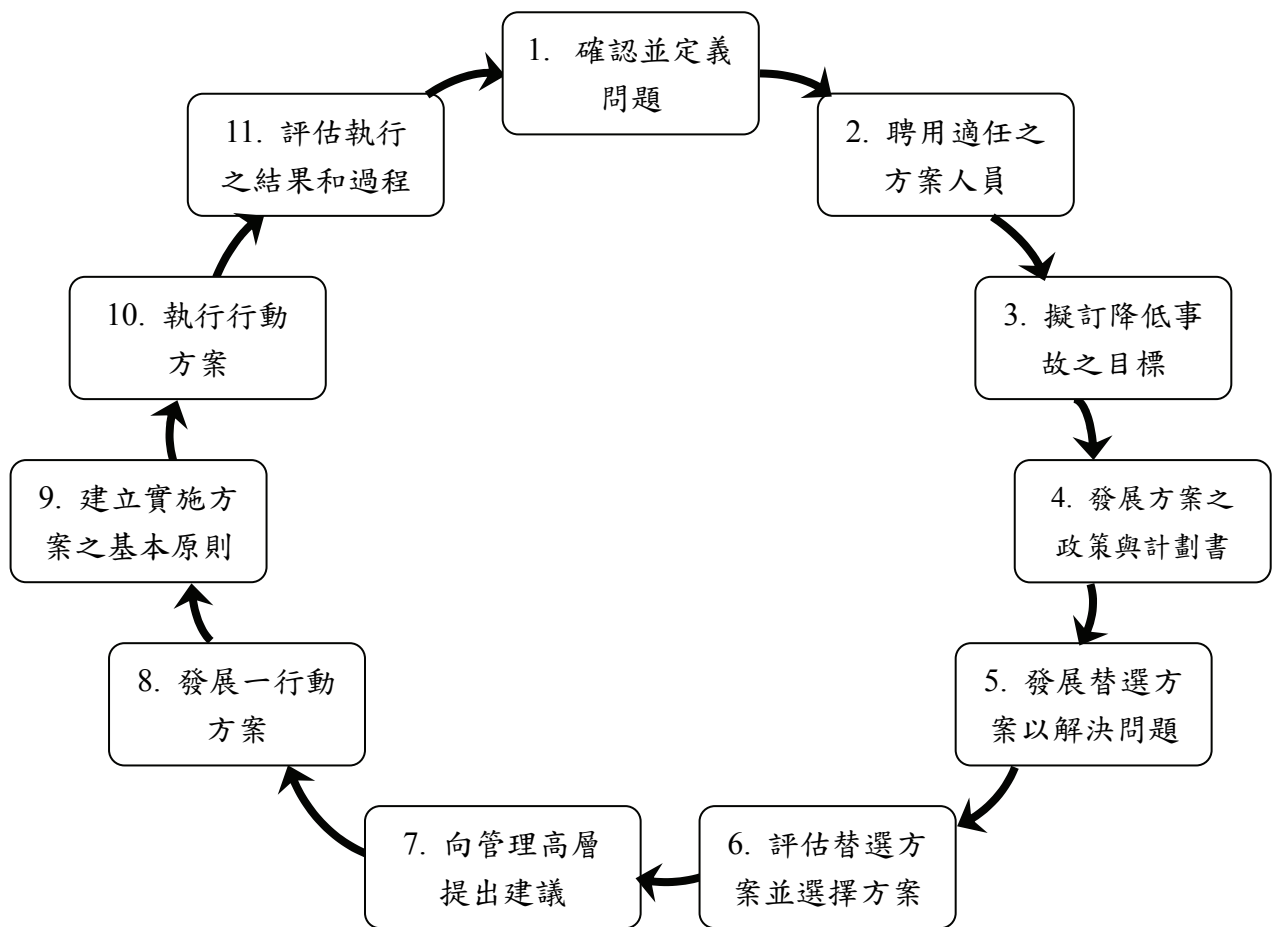 1. 確認並定義
問題
2. 聘用適任之
方案人員
3. 擬訂降低事
故之目標
4. 發展方案之
政策與計劃書
5. 發展替選方
案以解決問題
6. 評估替選方
案並選擇方案
7. 向管理高層
提出建議
8. 發展一行動
方案
9. 建立實施方
案之基本原則
10. 執行行動
方案
11. 評估執行
之結果和過程